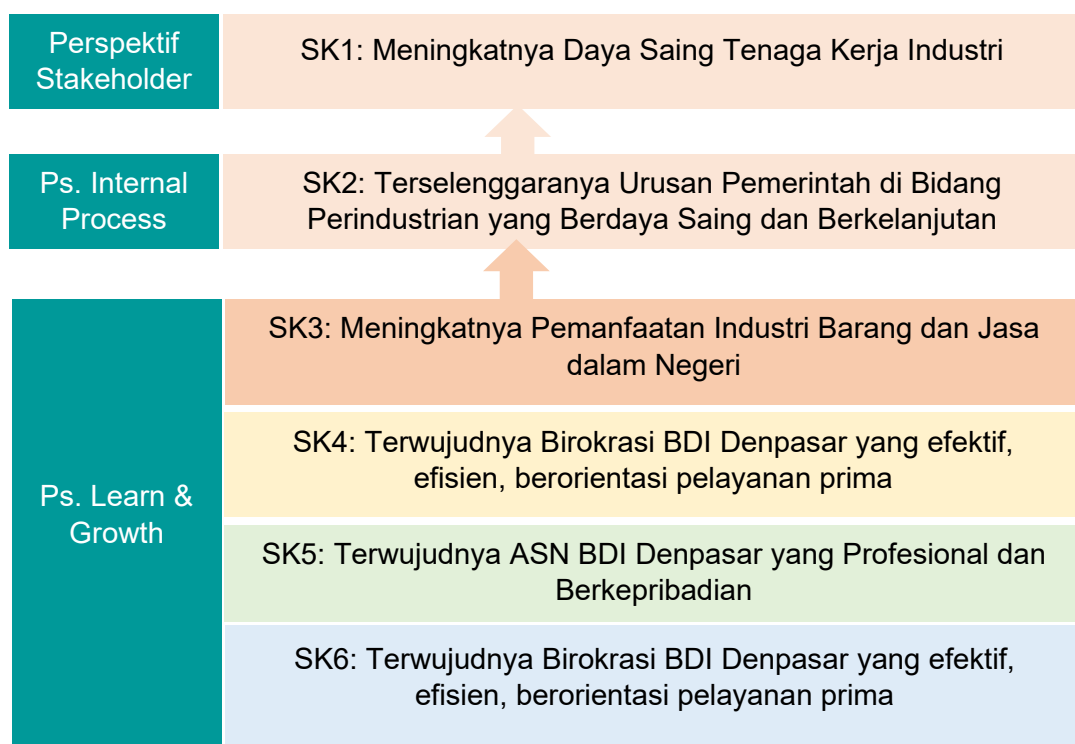 Perspektif
Stakeholder
SK1: Meningkatnya Daya Saing Tenaga Kerja Industri
Ps. Internal
Process
SK2: Terselenggaranya Urusan Pemerintah di Bidang
Perindustrian yang Berdaya Saing dan Berkelanjutan
Ps. Learn &
Growth
SK3: Meningkatnya Pemanfaatan Industri Barang dan Jasa
dalam Negeri
SK4: Terwujudnya Birokrasi BDI Denpasar yang efektif,
efisien, berorientasi pelayanan prima
SK5: Terwujudnya ASN BDI Denpasar yang Profesional dan
Berkepribadian
SK6: Terwujudnya Birokrasi BDI Denpasar yang efektif,
efisien, berorientasi pelayanan prima